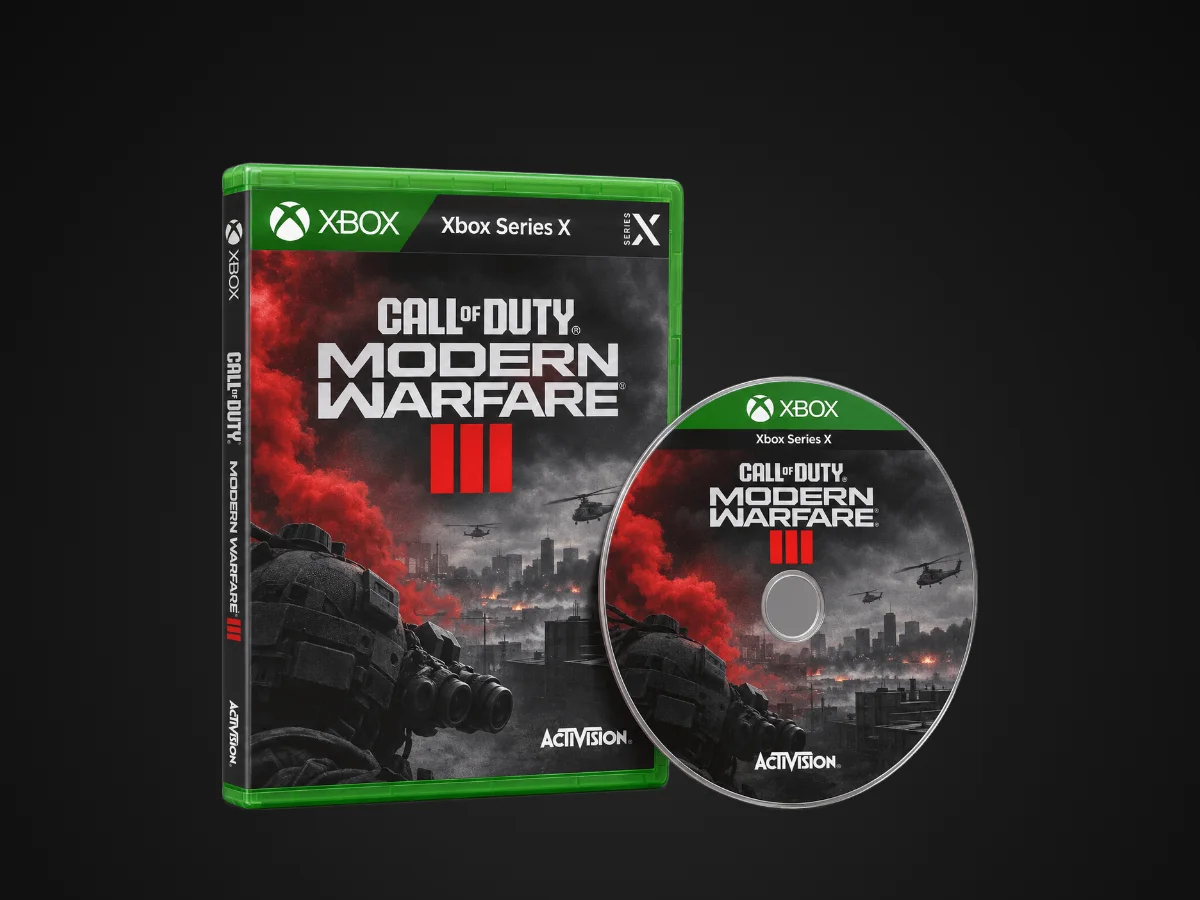 XBOX
Xbox Series X
SERIES X
CALL OF DUTY®
MODERN
WARFARE®
III
ACTIVISION®
XBOX
CALL OF DUTY®
MODERN WARFARE® III
ACTIVISION®
XBOX
Xbox Series X
CALL OF DUTY®
MODERN
WARFARE®
III
ACTIVISION®